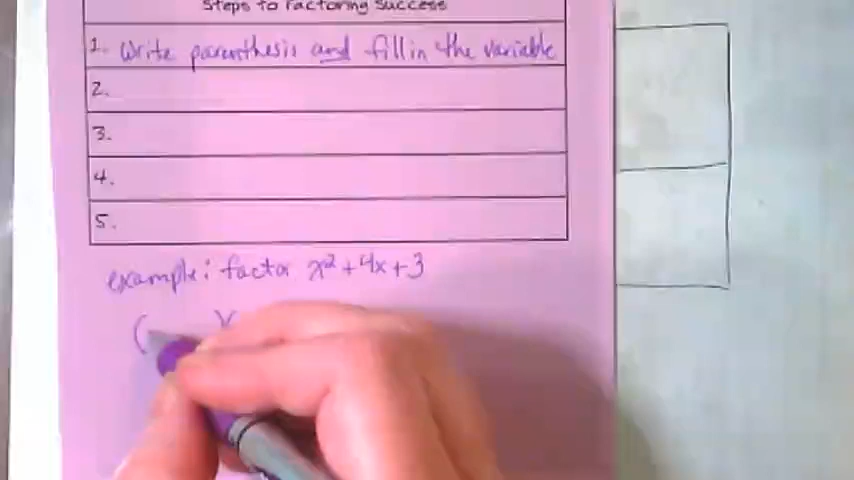 Steps to Factoring Success
1. Write parenthesis and fill in the variable
2.
3.
4.
5.
example: factor x²+4x+3
( )(